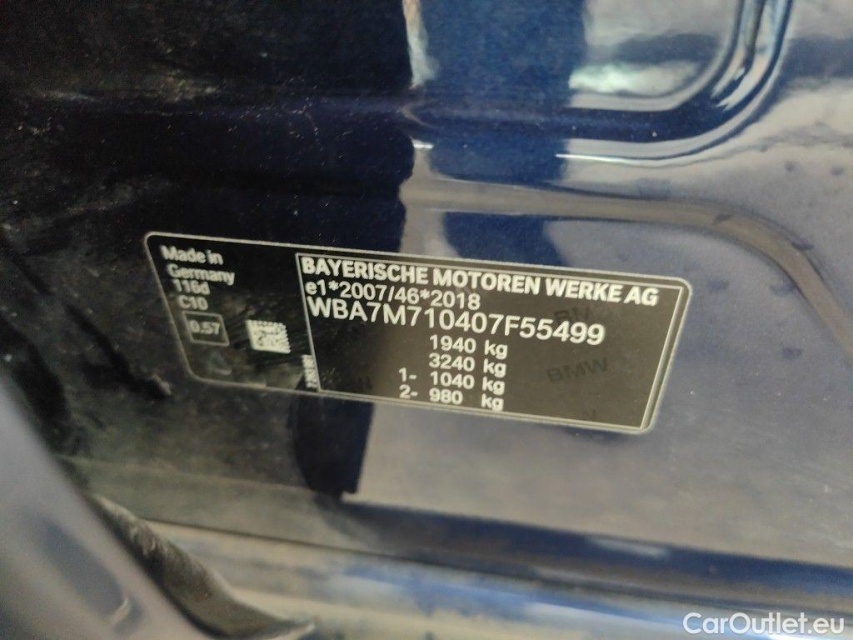 Made in
Germany
116d
C10
0.57
BAYERISCHE MOTOREN WERKE AG
e1*2007/46*2018
WBA7M710407F55499
1940 kg
3240 kg
1- 1040 kg
2- 980 kg
BMW
CarOutlet.eu